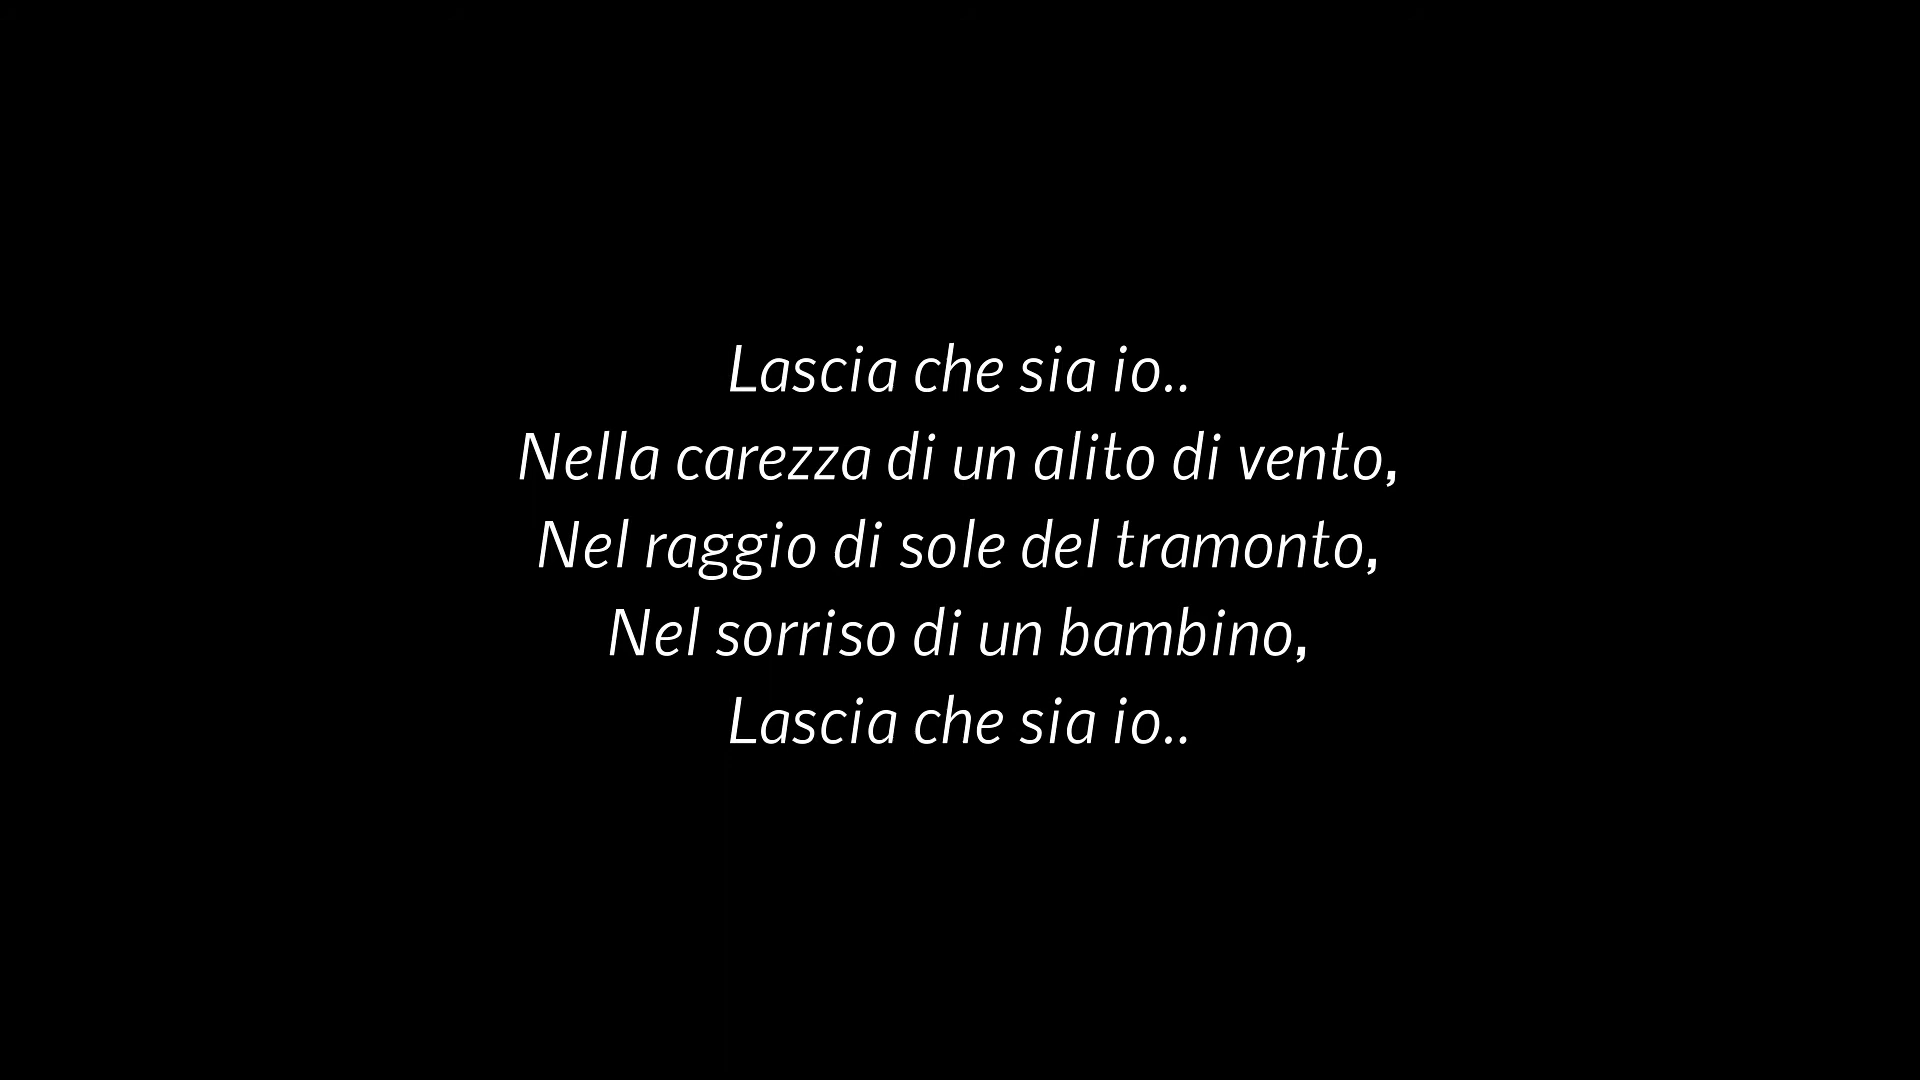 Lascia che sia io..
Nella carezza di un alito di vento,
Nel raggio di sole del tramonto,
Nel sorriso di un bambino,
Lascia che sia io..